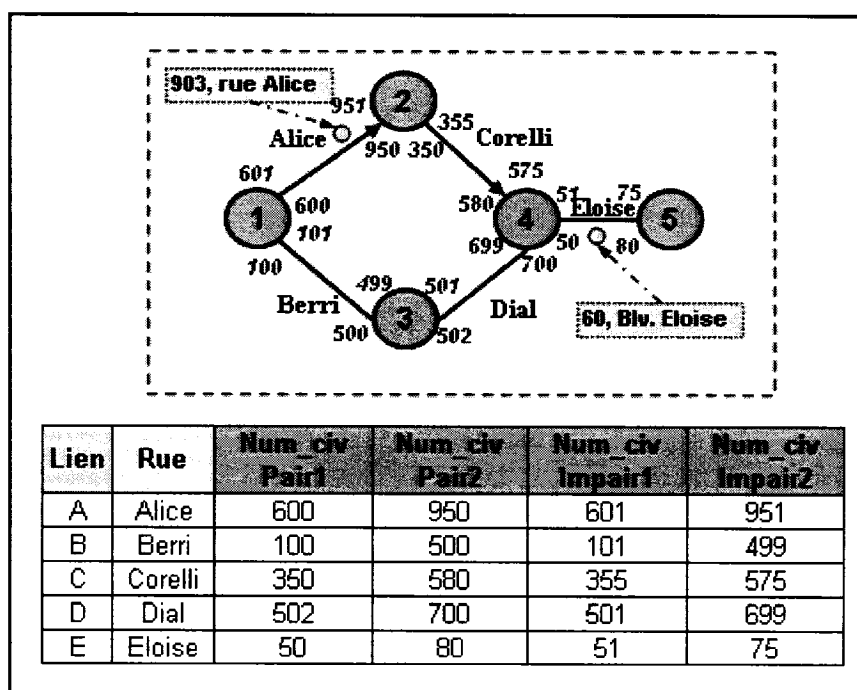 903, rue Alice
951
2
355
Alice
950
350
Corelli
601
575
1
600
580
4
51
75
Eloise
5
101
699
50
80
100
700
499
501
Berri
3
Dial
500
502
60, Blv. Eloise
Lien Rue Num_civ Pair1 Num_civ Pair2 Num_civ Impair1 Num_civ Impair2
A Alice 600 950 601 951
B Berri 100 500 101 499
C Corelli 350 580 355 575
D Dial 502 700 501 699
E Eloise 50 80 51 75